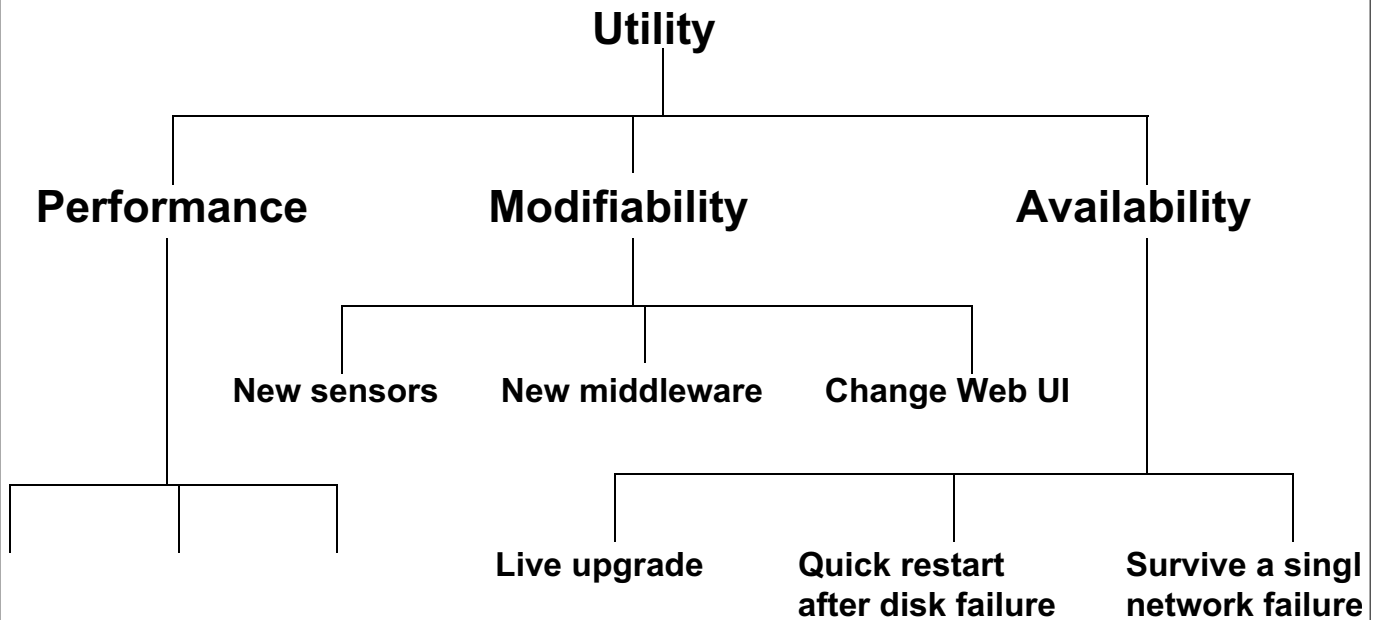 Utility
Performance
Modifiability
Availability
New sensors
New middleware
Change Web UI
Live upgrade
Quick restart
after disk failure
Survive a singl
network failure